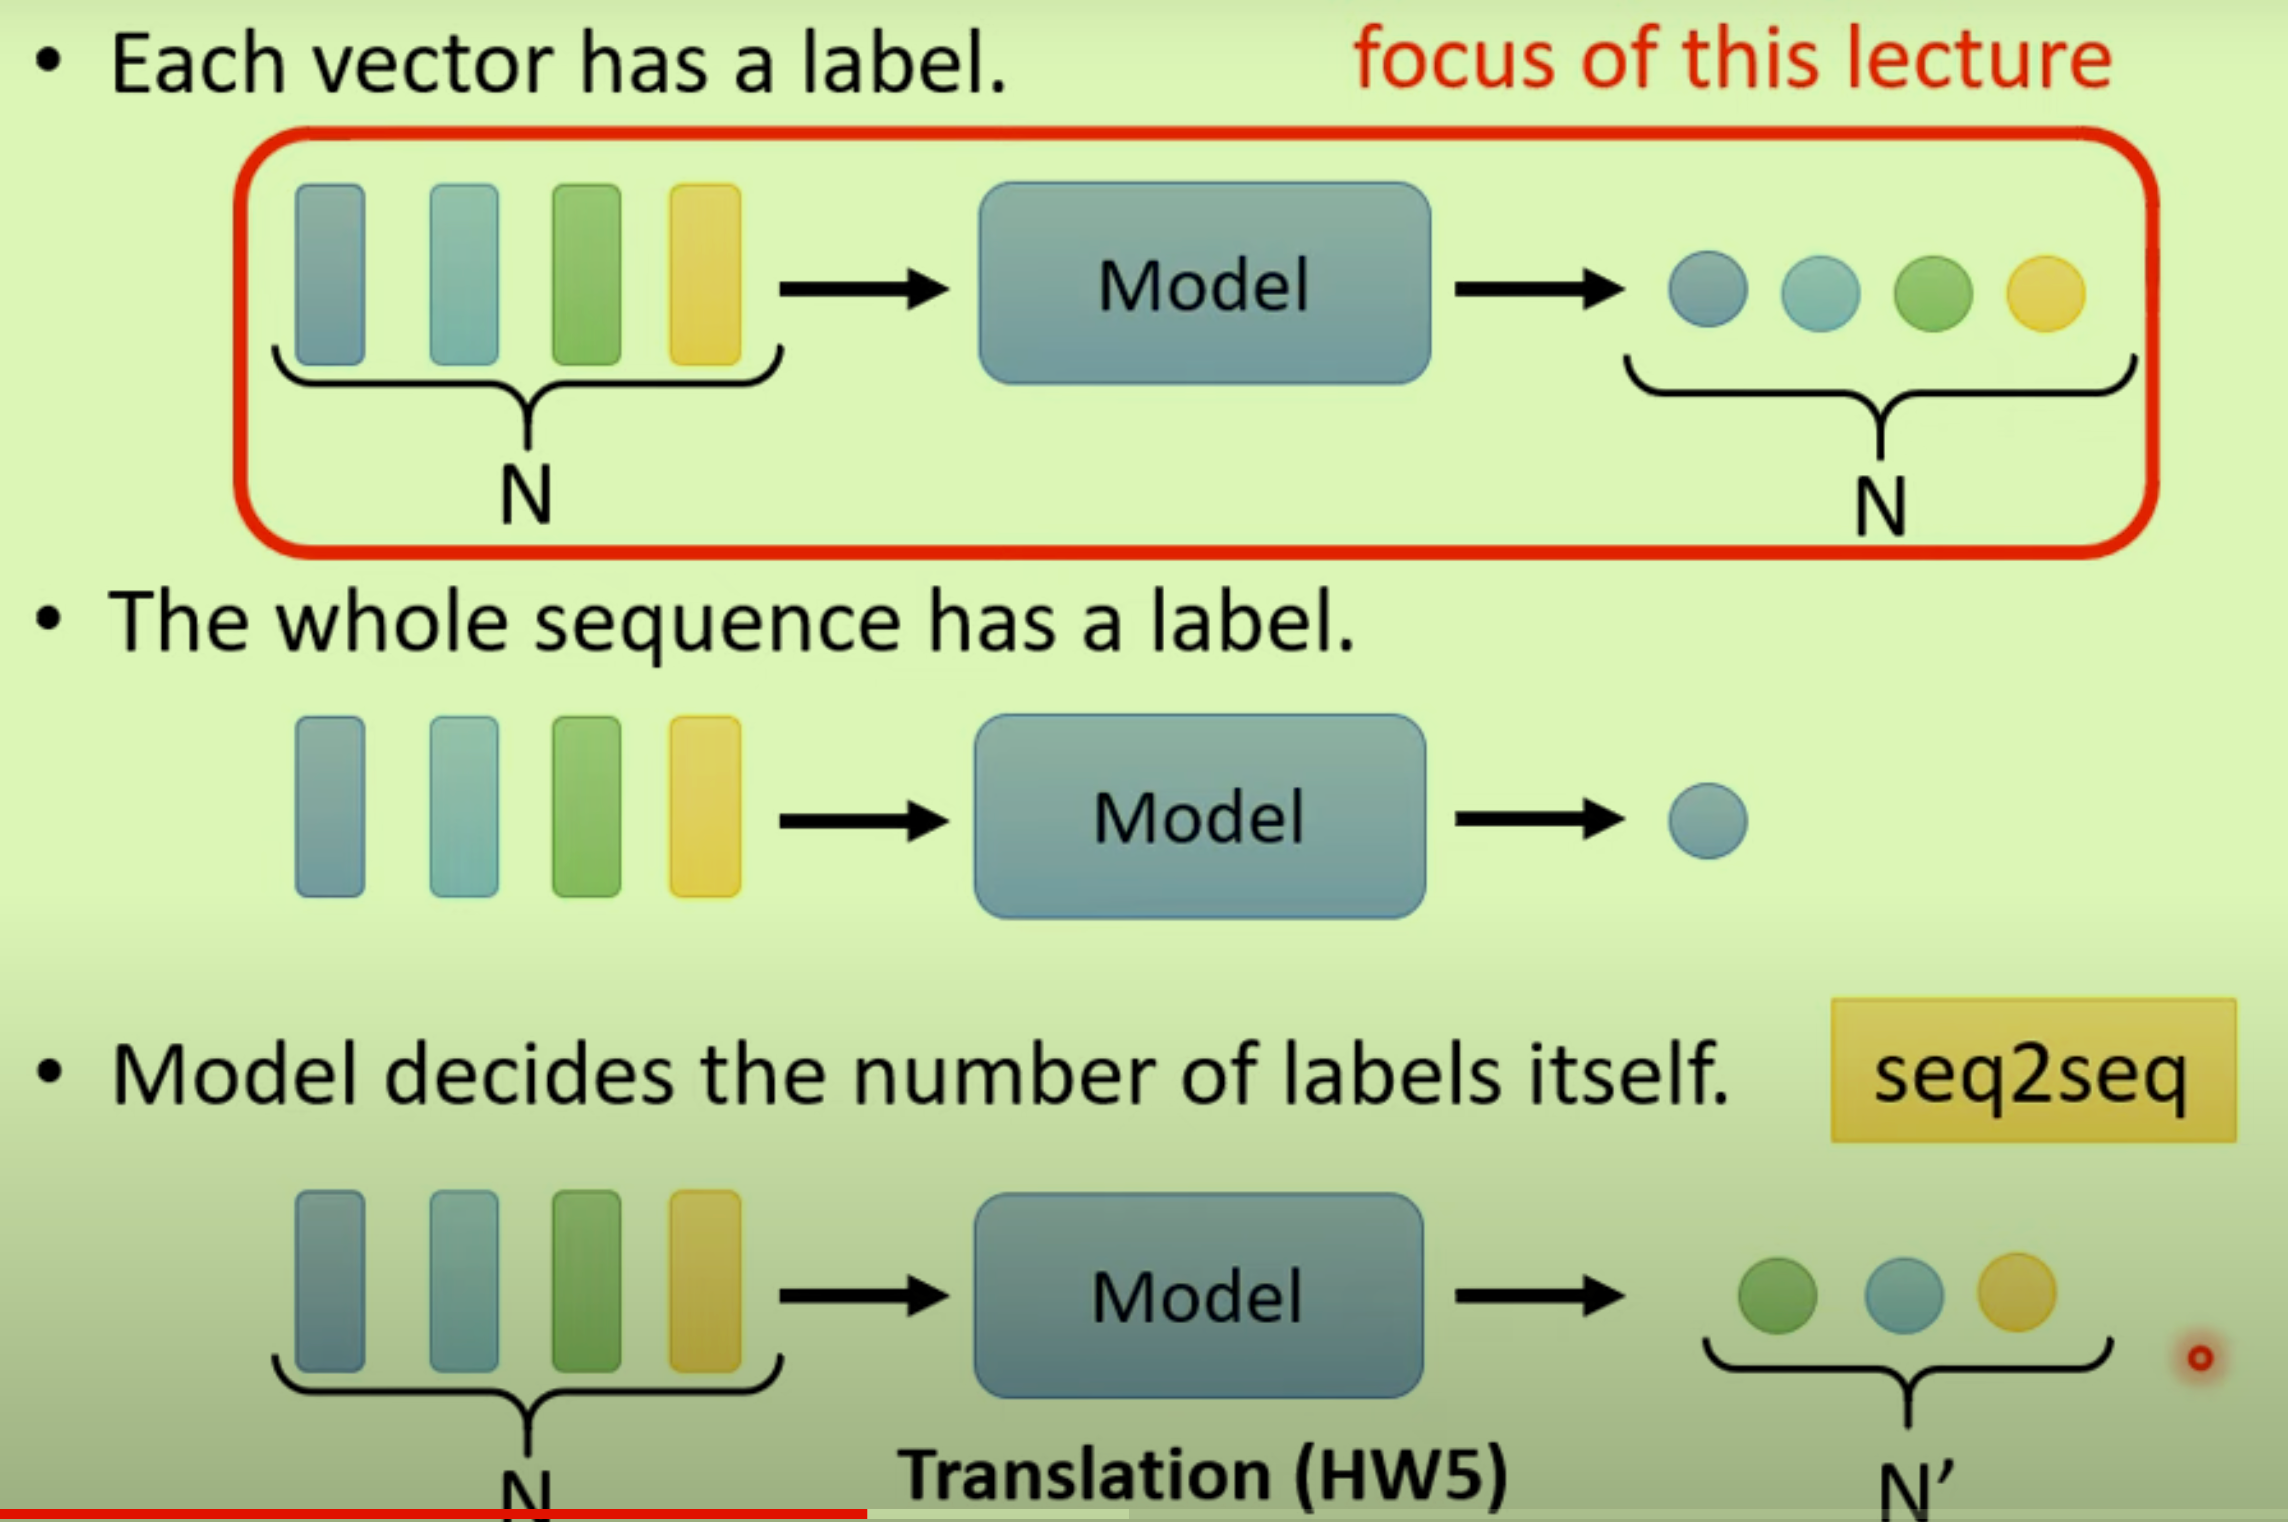 • Each vector has a label.
focus of this lecture
Model
N
N
• The whole sequence has a label.
Model
• Model decides the number of labels itself.
seq2seq
Model
N
Translation (HW5)
N’